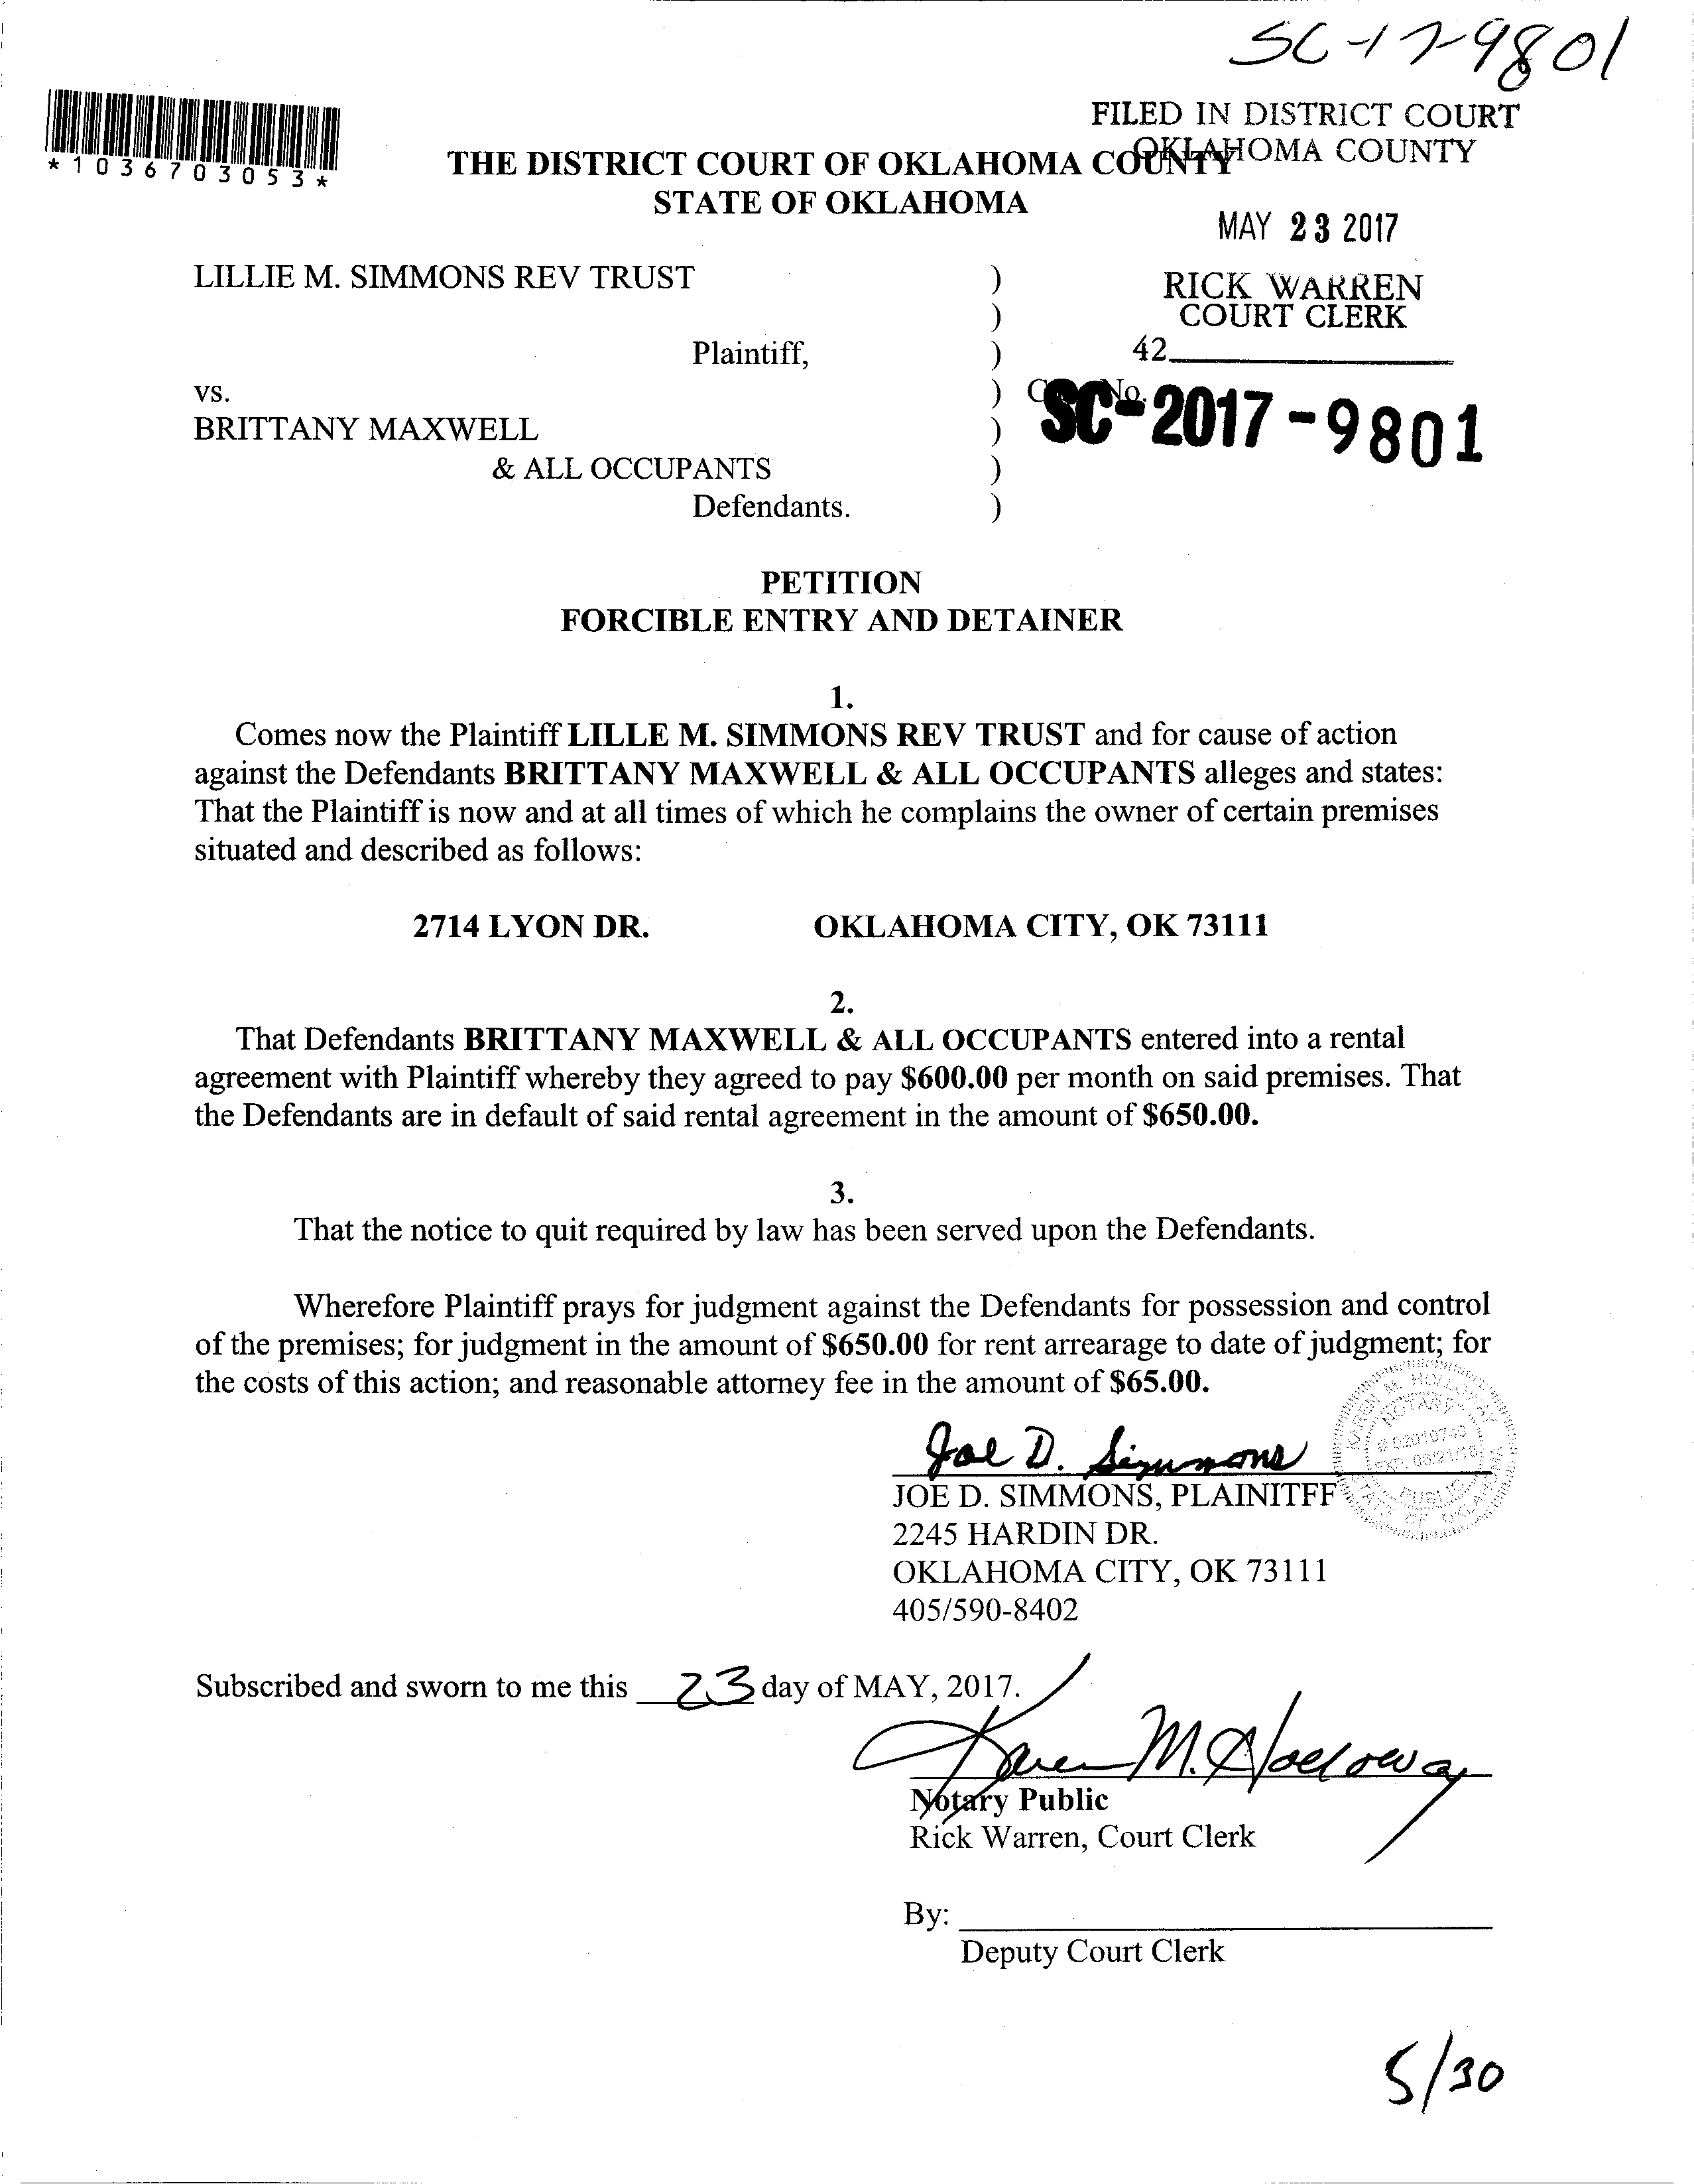 SC-17-9801
FILED IN DISTRICT COURT
OKLAHOMA COUNTY
*1036703053*
THE DISTRICT COURT OF OKLAHOMA COUNTY
STATE OF OKLAHOMA
MAY 23 2017
LILLIE M. SIMMONS REV TRUST )
RICK WARREN
COURT CLERK
)
Plaintiff, )
42
vs. ) Case No.
SC-2017-9801
BRITTANY MAXWELL )
& ALL OCCUPANTS )
Defendants. )
PETITION
FORCIBLE ENTRY AND DETAINER
1.
Comes now the Plaintiff LILLE M. SIMMONS REV TRUST and for cause of action
against the Defendants BRITTANY MAXWELL & ALL OCCUPANTS alleges and states:
That the Plaintiff is now and at all times of which he complains the owner of certain premises
situated and described as follows:
2714 LYON DR. OKLAHOMA CITY, OK 73111
2.
That Defendants BRITTANY MAXWELL & ALL OCCUPANTS entered into a rental
agreement with Plaintiff whereby they agreed to pay $600.00 per month on said premises. That
the Defendants are in default of said rental agreement in the amount of $650.00.
3.
That the notice to quit required by law has been served upon the Defendants.
Wherefore Plaintiff prays for judgment against the Defendants for possession and control
of the premises; for judgment in the amount of $650.00 for rent arrearage to date of judgment; for
the costs of this action; and reasonable attorney fee in the amount of $65.00.
Joe D. Simmons
KAREN M. HOLLOWAY
NOTARY
# 02010740
EXP. 06/21/18
PUBLIC
STATE OF OKLAHOMA
JOE D. SIMMONS, PLAINITFF
2245 HARDIN DR.
OKLAHOMA CITY, OK 73111
405/590-8402
Subscribed and sworn to me this 23 day of MAY, 2017.
Karen M. Holloway
Notary Public
Rick Warren, Court Clerk
By:
Deputy Court Clerk
5/30